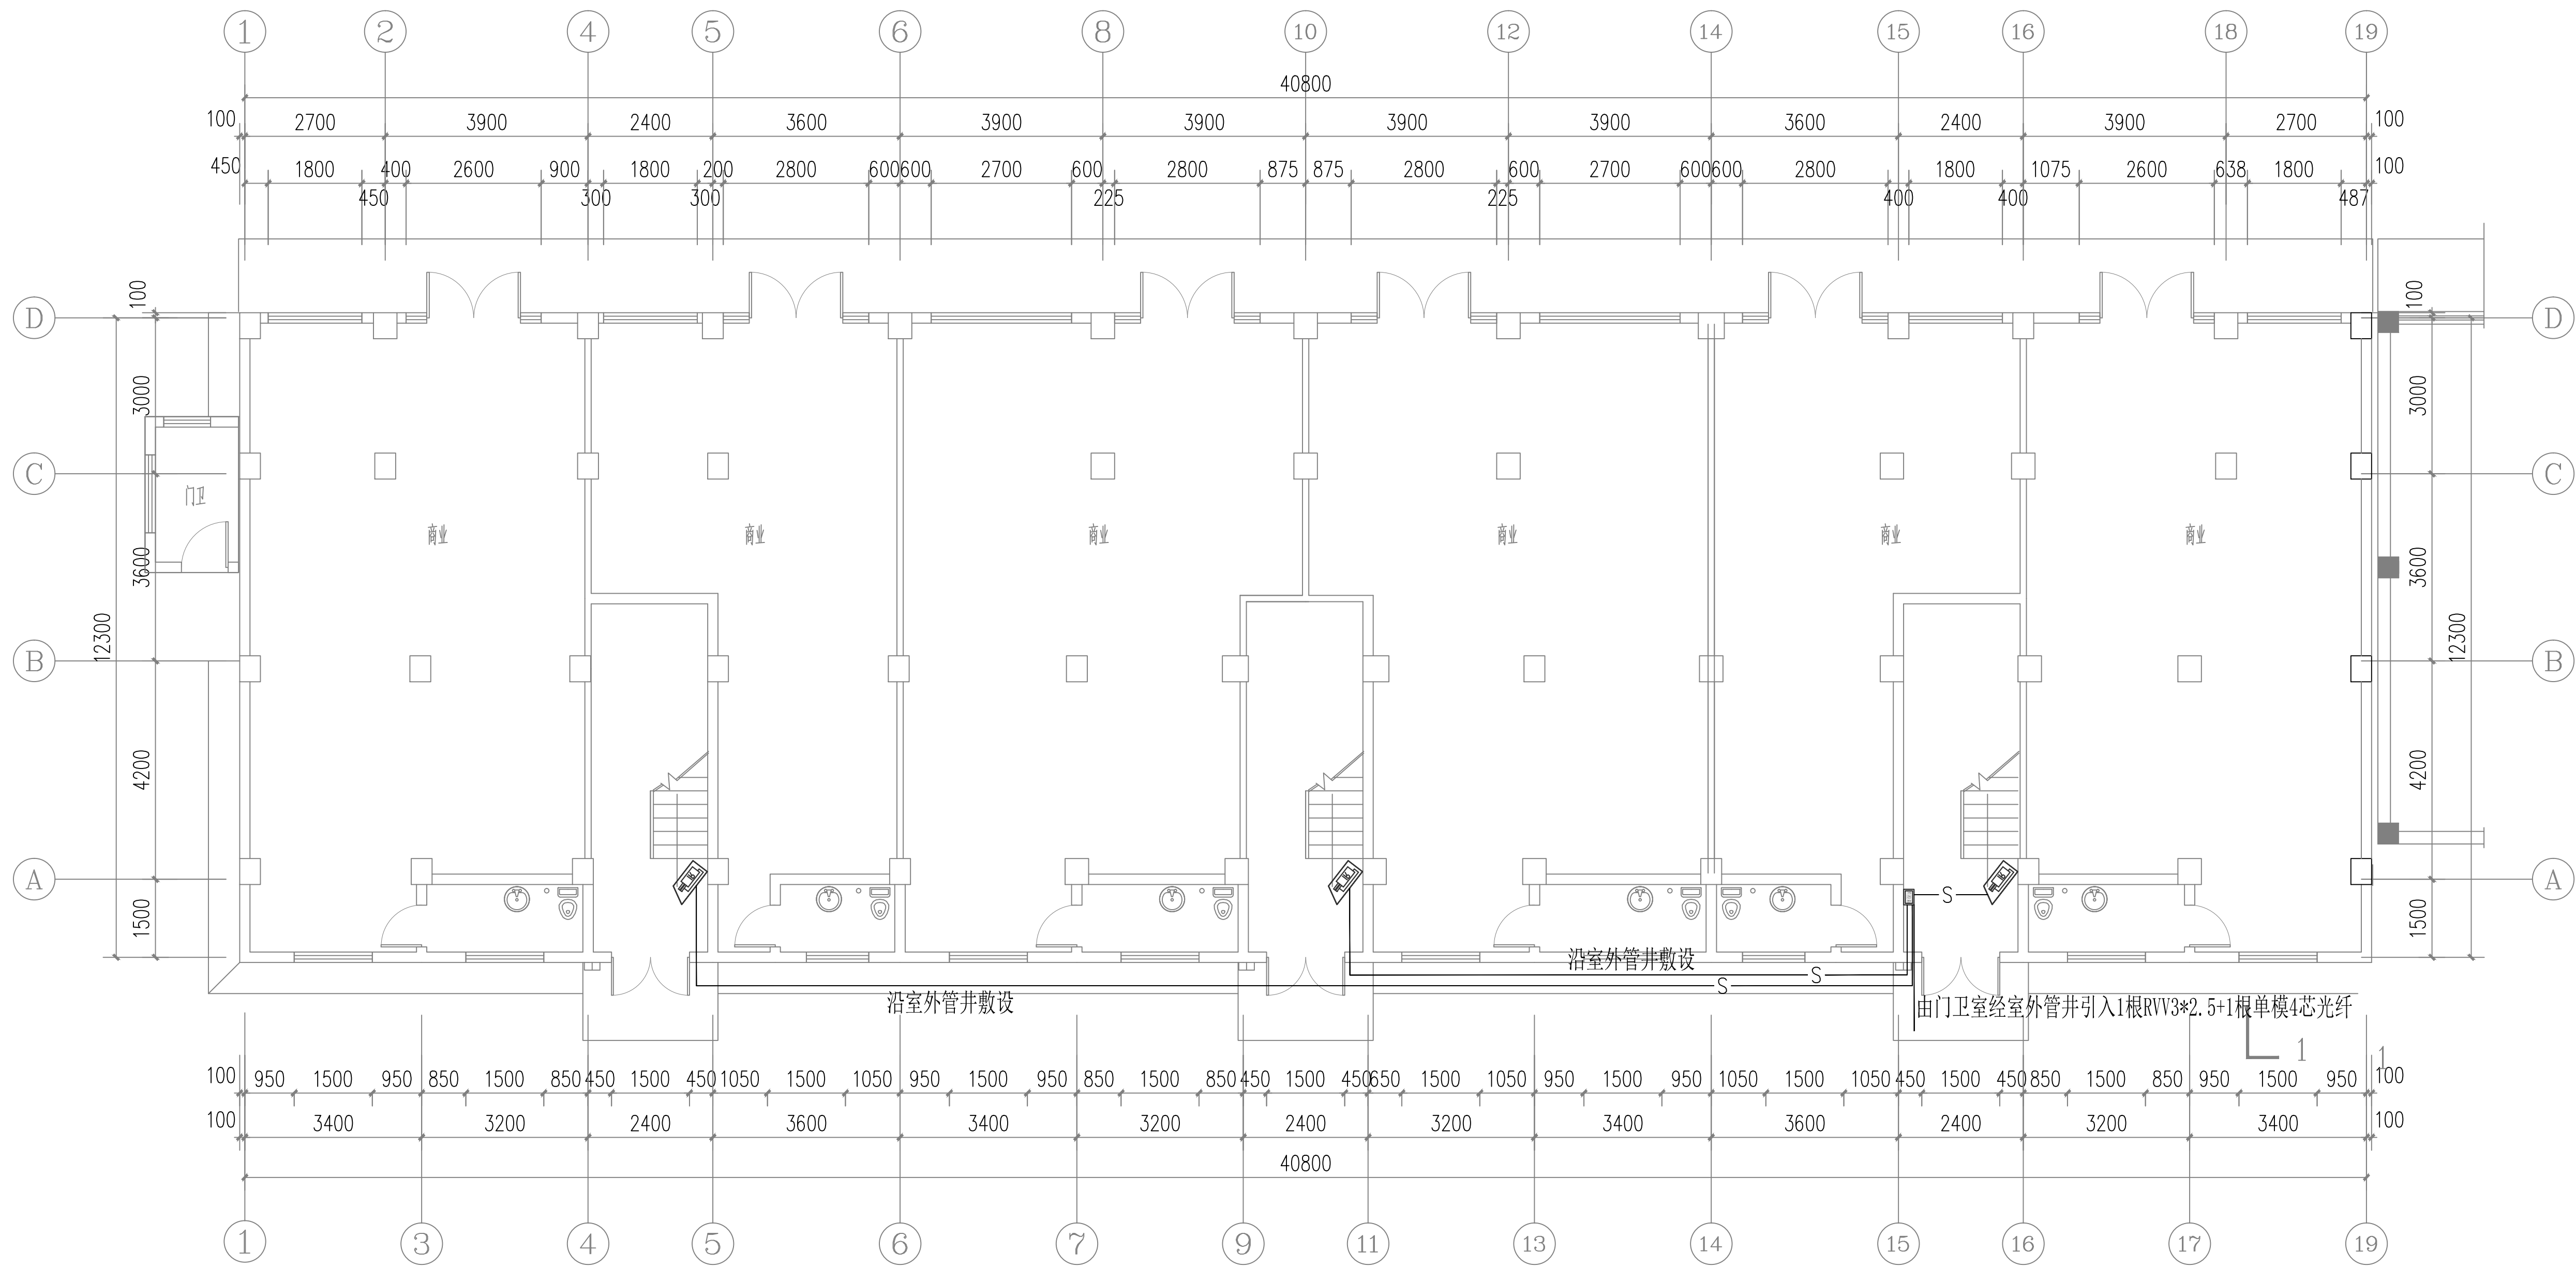 1 2 4 5 6 8 10 12 14 15 16 18 19
40800
100 2700 3900 2400 3600 3900 3900 3900 3900 3600 2400 3900 2700 100
450 1800 400 2600 900 1800 200 2800 600 600 2700 600 2800 875 875 2800 600 2700 600 600 2800 1800 1075 2600 638 1800 100
450 300 300 225 225 400 400 487
100 100
D D
3000 3000
C C
门卫
商业 商业 商业 商业 商业 商业
3600 3600
12300 12300
B B
4200 4200
A A
S
1500 1500
沿室外管井敷设
S
S
沿室外管井敷设
由门卫室经室外管井引入1根RVV3*2.5+1根单模4芯光纤
1 1
100 950 1500 950 850 1500 850 450 1500 450 1050 1500 1050 950 1500 950 850 1500 850 450 1500 450 650 1500 1050 950 1500 950 1050 1500 1050 450 1500 450 850 1500 850 950 1500 950 100
100 3400 3200 2400 3600 3400 3200 2400 3200 3400 3600 2400 3200 3400 100
40800
1 3 4 5 6 7 9 11 13 14 15 16 17 19